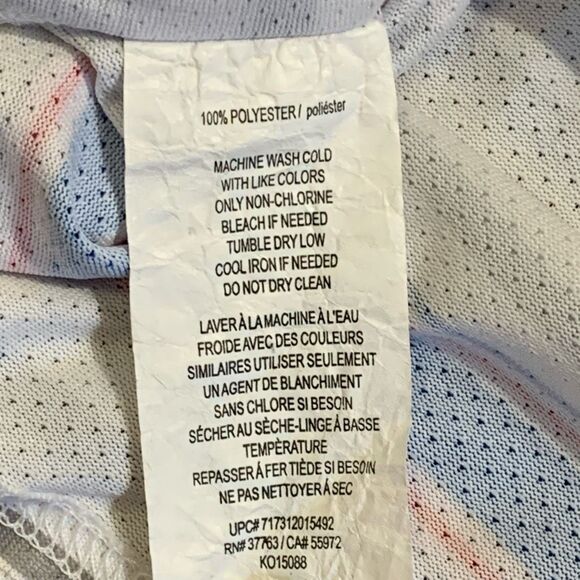 100% POLYESTER / poliéster
MACHINE WASH COLD
WITH LIKE COLORS
ONLY NON-CHLORINE
BLEACH IF NEEDED
TUMBLE DRY LOW
COOL IRON IF NEEDED
DO NOT DRY CLEAN
LAVER À LA MACHINE À L'EAU
FROIDE AVEC DES COULEURS
SIMILAIRES UTILISER SEULEMENT
UN AGENT DE BLANCHIMENT
SANS CHLORE SI BESOIN
SÉCHER AU SÈCHE-LINGE À BASSE
TEMPÈRATURE
REPASSER Á FER TIÈDE SI BESOIN
NE PAS NETTOYER Á SEC
UPC# 717312015492
RN# 37763 / CA# 55972
KO15088